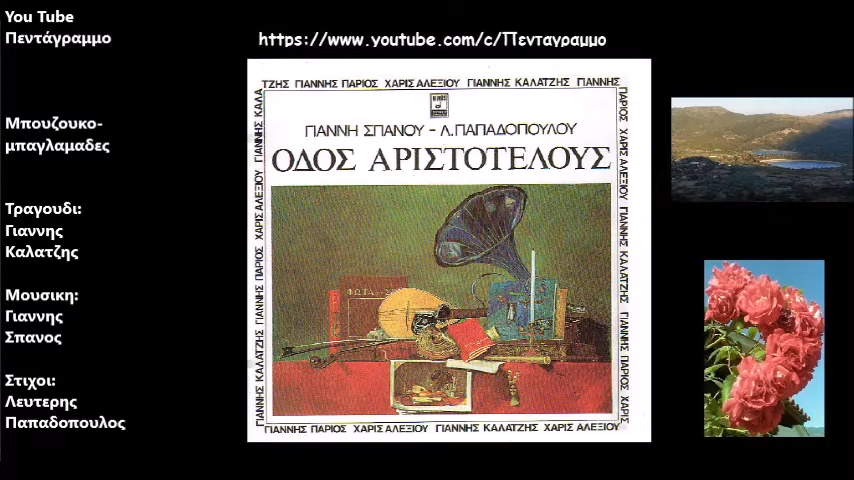 You Tube
Πεντάγραμμο
https://www.youtube.com/c/Πενταγραμμο
Μπουζουκο-
μπαγλαμαδες
Τραγουδι:
Γιαννης
Καλατζης
Μουσικη:
Γιαννης
Σπανος
Στιχοι:
Λευτερης
Παπαδοπουλος
ΤΖΗΣ ΓΙΑΝΝΗΣ ΠΑΡΙΟΣ ΧΑΡΙΣ ΑΛΕΞΙΟΥ ΓΙΑΝΝΗΣ ΚΑΛΑΤΖΗΣ ΓΙΑΝΝΗΣ
ΠΑΡΙΟΣ ΧΑΡΙΣ ΑΛΕΞΙΟΥ ΓΙΑΝΝΗΣ ΚΑΛΑΤΖΗΣ ΓΙΑΝΝΗΣ ΠΑΡΙΟΣ ΧΑΡΙΣ
ΓΙΑΝΝΗ ΣΠΑΝΟΥ - Λ.ΠΑΠΑΔΟΠΟΥΛΟΥ
ΟΔΟΣ ΑΡΙΣΤΟΤΕΛΟΥΣ
ΓΙΑΝΝΗΣ ΚΑΛΑΤΖΗΣ ΓΙΑΝΝΗΣ ΠΑΡΙΟΣ ΧΑΡΙΣ ΑΛΕΞΙΟΥ ΓΙΑΝΝΗΣ ΚΑΛΑ
ΓΙΑΝΝΗΣ ΠΑΡΙΟΣ ΧΑΡΙΣ ΑΛΕΞΙΟΥ ΓΙΑΝΝΗΣ ΚΑΛΑΤΖΗΣ ΧΑΡΙΣ ΑΛΕΞΙΟΥ